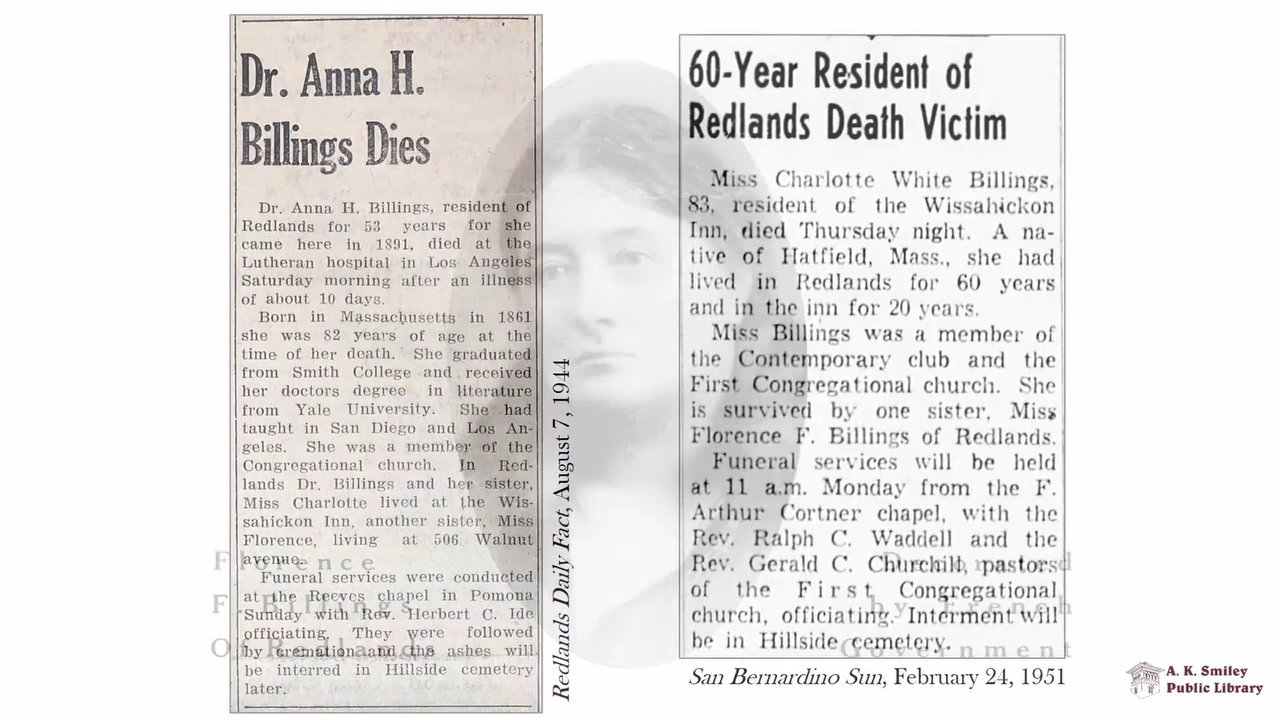 Dr. Anna H.
Billings Dies
Dr. Anna H. Billings, resident of
Redlands for 53 years for she
came here in 1891, died at the
Lutheran hospital in Los Angeles
Saturday morning after an illness
of about 10 days.
Born in Massachusetts in 1861
she was 82 years of age at the
time of her death. She graduated
from Smith College and received
her doctors degree in literature
from Yale University. She had
taught in San Diego and Los An-
geles. She was a member of the
Congregational church. In Red-
lands Dr. Billings and her sister,
Miss Charlotte lived at the Wis-
sahickon Inn, another sister, Miss
Florence, living at 506 Walnut
avenue.
Funeral services were conducted
at the Reeves chapel in Pomona
Sunday with Rev. Herbert C. Ide
officiating. They were followed
by cremation and the ashes will
be interred in Hillside cemetery
later.
Redlands Daily Fact, August 7, 1944
60-Year Resident of
Redlands Death Victim
Miss Charlotte White Billings,
83, resident of the Wissahickon
Inn, died Thursday night. A na-
tive of Hatfield, Mass., she had
lived in Redlands for 60 years
and in the inn for 20 years.
Miss Billings was a member of
the Contemporary club and the
First Congregational church. She
is survived by one sister, Miss
Florence F. Billings of Redlands.
Funeral services will be held
at 11 a.m. Monday from the F.
Arthur Cortner chapel, with the
Rev. Ralph C. Waddell and the
Rev. Gerald C. Churchill, pastors
of the First Congregational
church, officiating. Interment will
be in Hillside cemetery.
San Bernardino Sun, February 24, 1951
Florence
F. Billings
Of Redlands
by French
Government
A. K. Smiley
Public Library